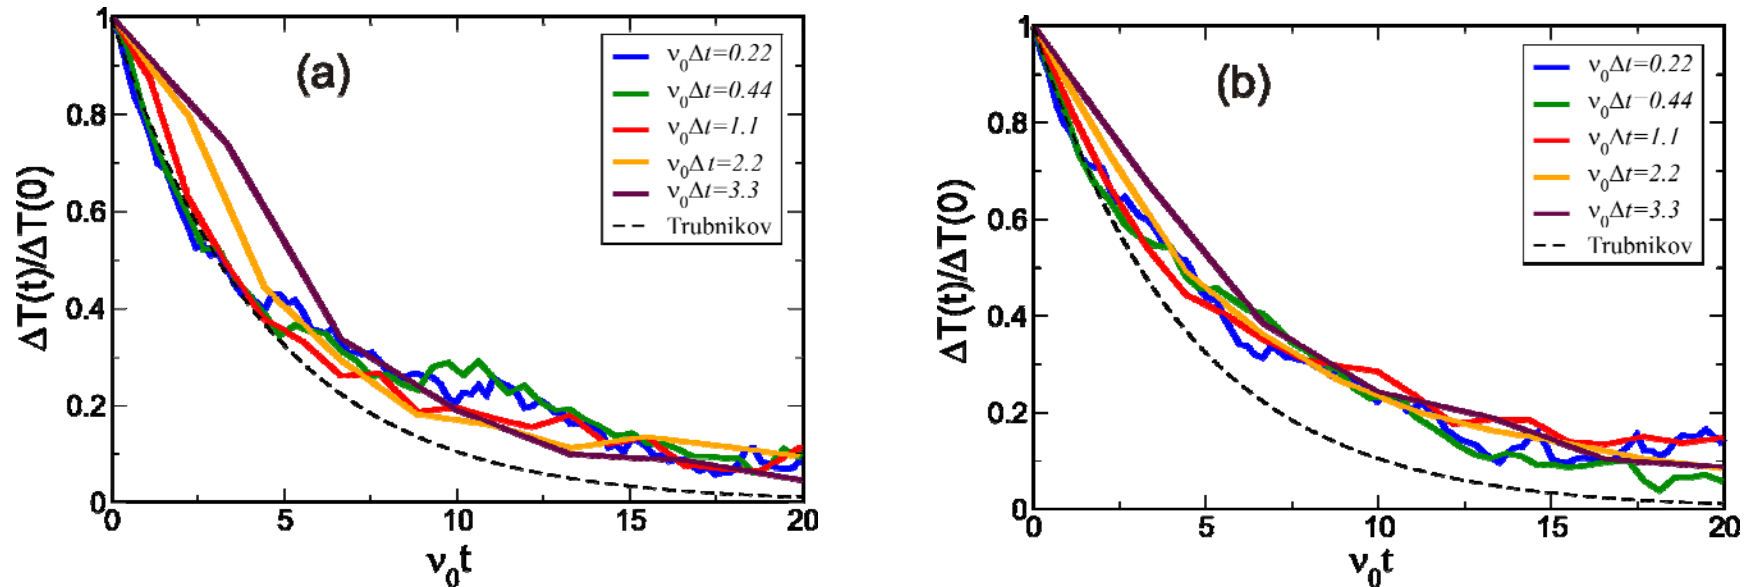 (a)
ΔT(t)/ΔT(0)
1
0.8
0.6
0.4
0.2
0
0 5 10 15 20
ν₀t
ν₀Δt=0.22
ν₀Δt=0.44
ν₀Δt=1.1
ν₀Δt=2.2
ν₀Δt=3.3
Trubnikov
(b)
ΔT(t)/ΔT(0)
1
0.8
0.6
0.4
0.2
0
0 5 10 15 20
ν₀t
ν₀Δt=0.22
ν₀Δt=0.44
ν₀Λt=1.1
ν₀Δt=2.2
ν₀Δt=3.3
Trubnikov